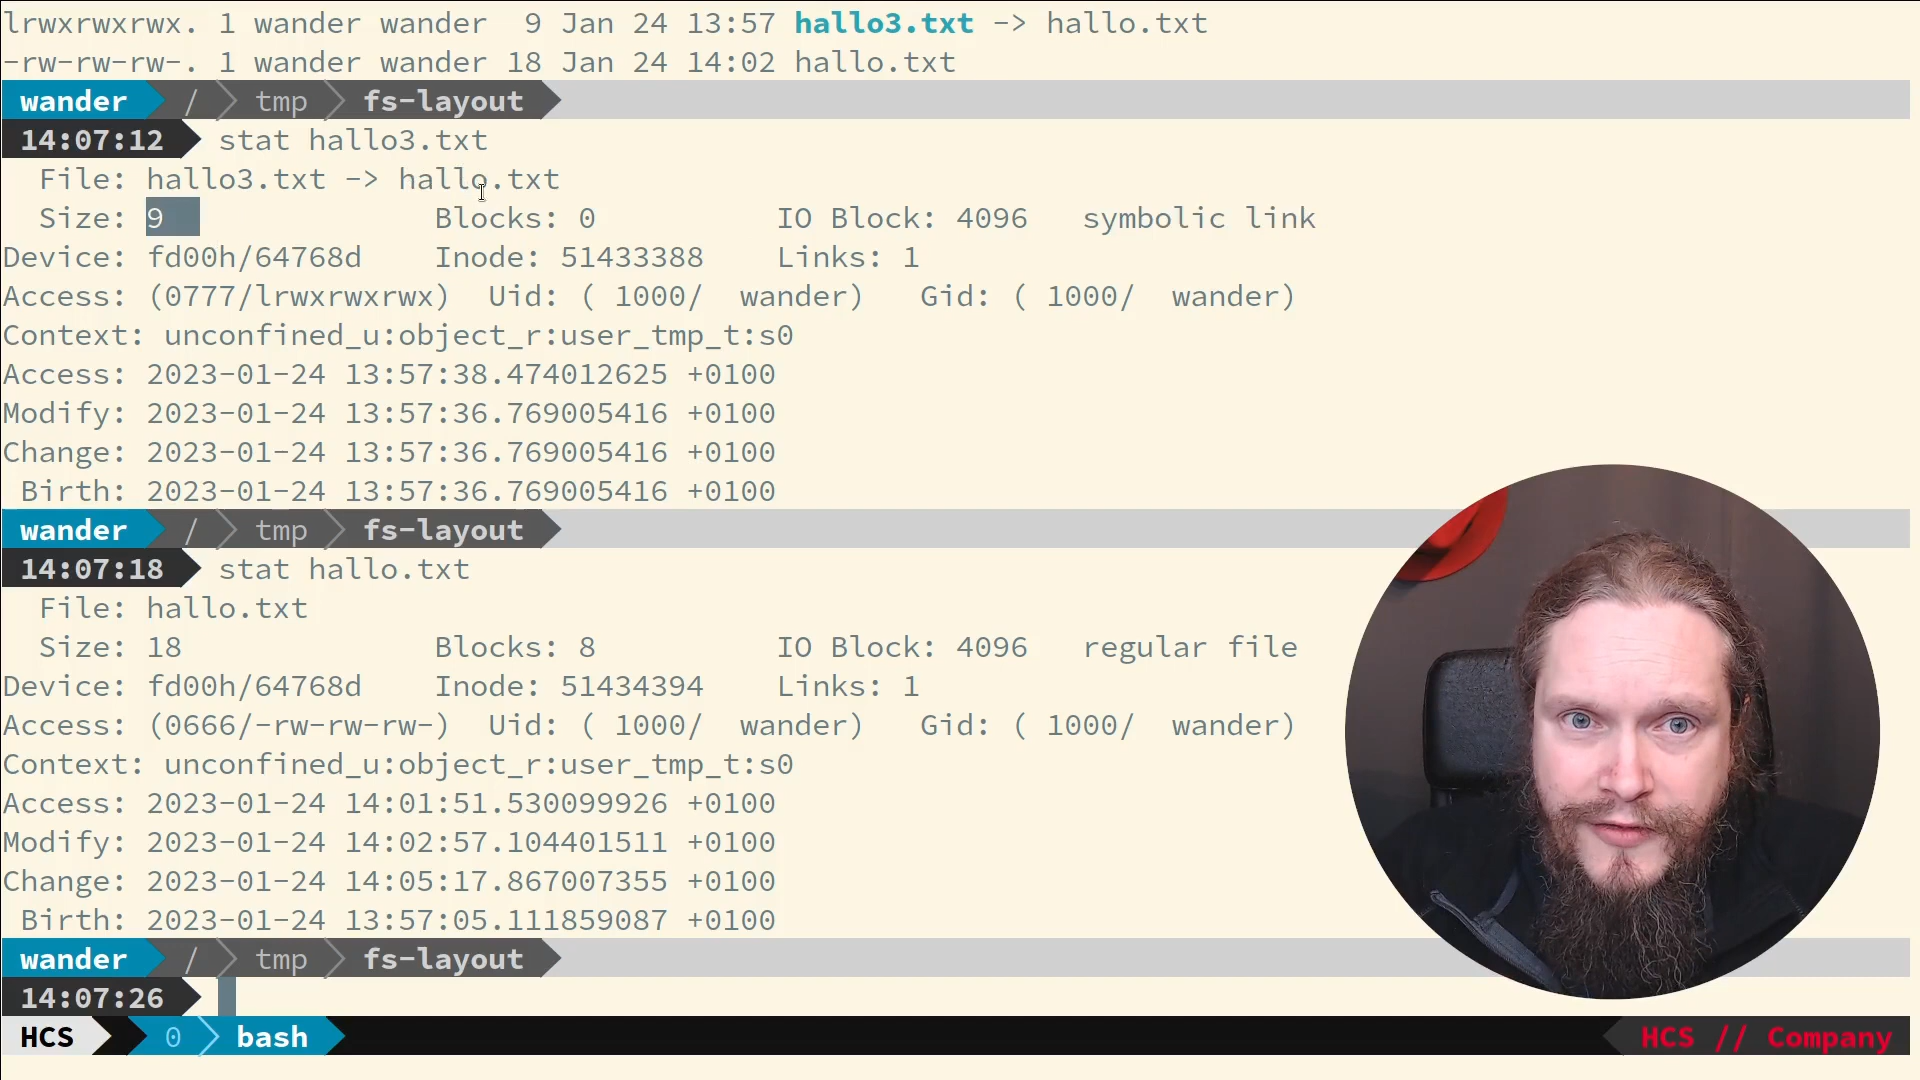 lrwxrwxrwx. 1 wander wander  9 Jan 24 13:57 hallo3.txt -> hallo.txt
-rw-rw-rw-. 1 wander wander 18 Jan 24 14:02 hallo.txt
wander / tmp fs-layout
14:07:12 stat hallo3.txt
  File: hallo3.txt -> hallo.txt
  Size: 9               Blocks: 0          IO Block: 4096   symbolic link
Device: fd00h/64768d    Inode: 51433388    Links: 1
Access: (0777/lrwxrwxrwx)  Uid: ( 1000/  wander)   Gid: ( 1000/  wander)
Context: unconfined_u:object_r:user_tmp_t:s0
Access: 2023-01-24 13:57:38.474012625 +0100
Modify: 2023-01-24 13:57:36.769005416 +0100
Change: 2023-01-24 13:57:36.769005416 +0100
 Birth: 2023-01-24 13:57:36.769005416 +0100
wander / tmp fs-layout
14:07:18 stat hallo.txt
  File: hallo.txt
  Size: 18              Blocks: 8          IO Block: 4096   regular file
Device: fd00h/64768d    Inode: 51434394    Links: 1
Access: (0666/-rw-rw-rw-)  Uid: ( 1000/  wander)   Gid: ( 1000/  wander)
Context: unconfined_u:object_r:user_tmp_t:s0
Access: 2023-01-24 14:01:51.530099926 +0100
Modify: 2023-01-24 14:02:57.104401511 +0100
Change: 2023-01-24 14:05:17.867007355 +0100
 Birth: 2023-01-24 13:57:05.111859087 +0100
wander / tmp fs-layout
14:07:26
HCS 0 bash HCS // Company